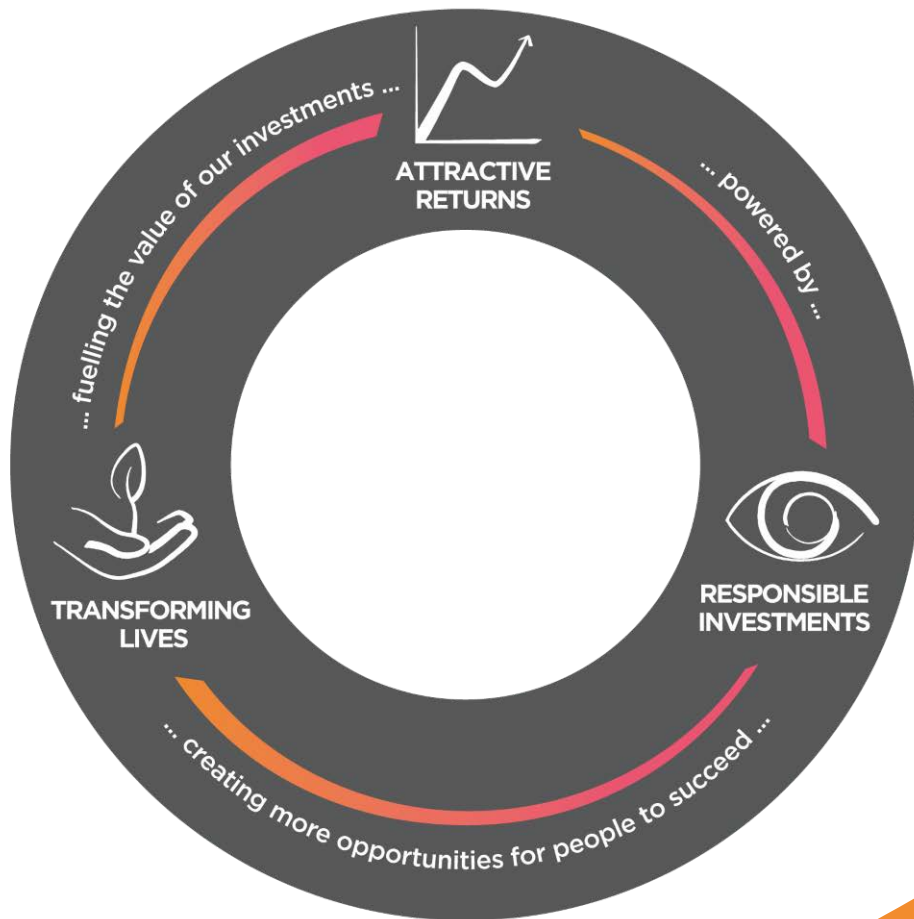 ATTRACTIVE
RETURNS
... powered by ...
RESPONSIBLE
INVESTMENTS
... creating more opportunities for people to succeed ...
TRANSFORMING
LIVES
... fuelling the value of our investments ...